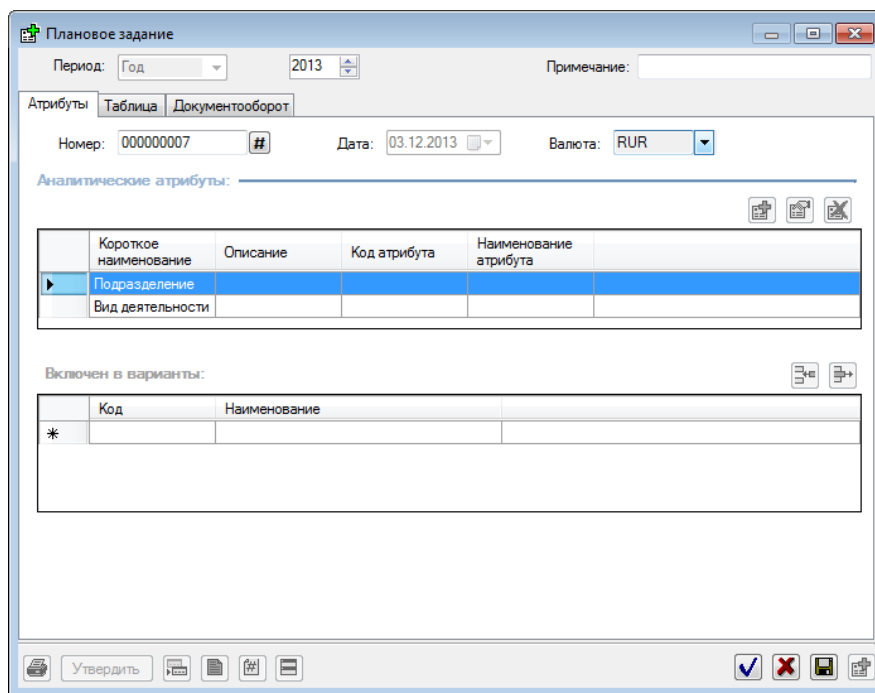 Плановое задание
Период: Год 2013 Примечание:
Атрибуты Таблица Документооборот
Номер: 000000007 # Дата: 03.12.2013 Валюта: RUR
Аналитические атрибуты:
Короткое наименование Описание Код атрибута Наименование атрибута
Подразделение
Вид деятельности
Включен в варианты:
Код Наименование
*
Утвердить #